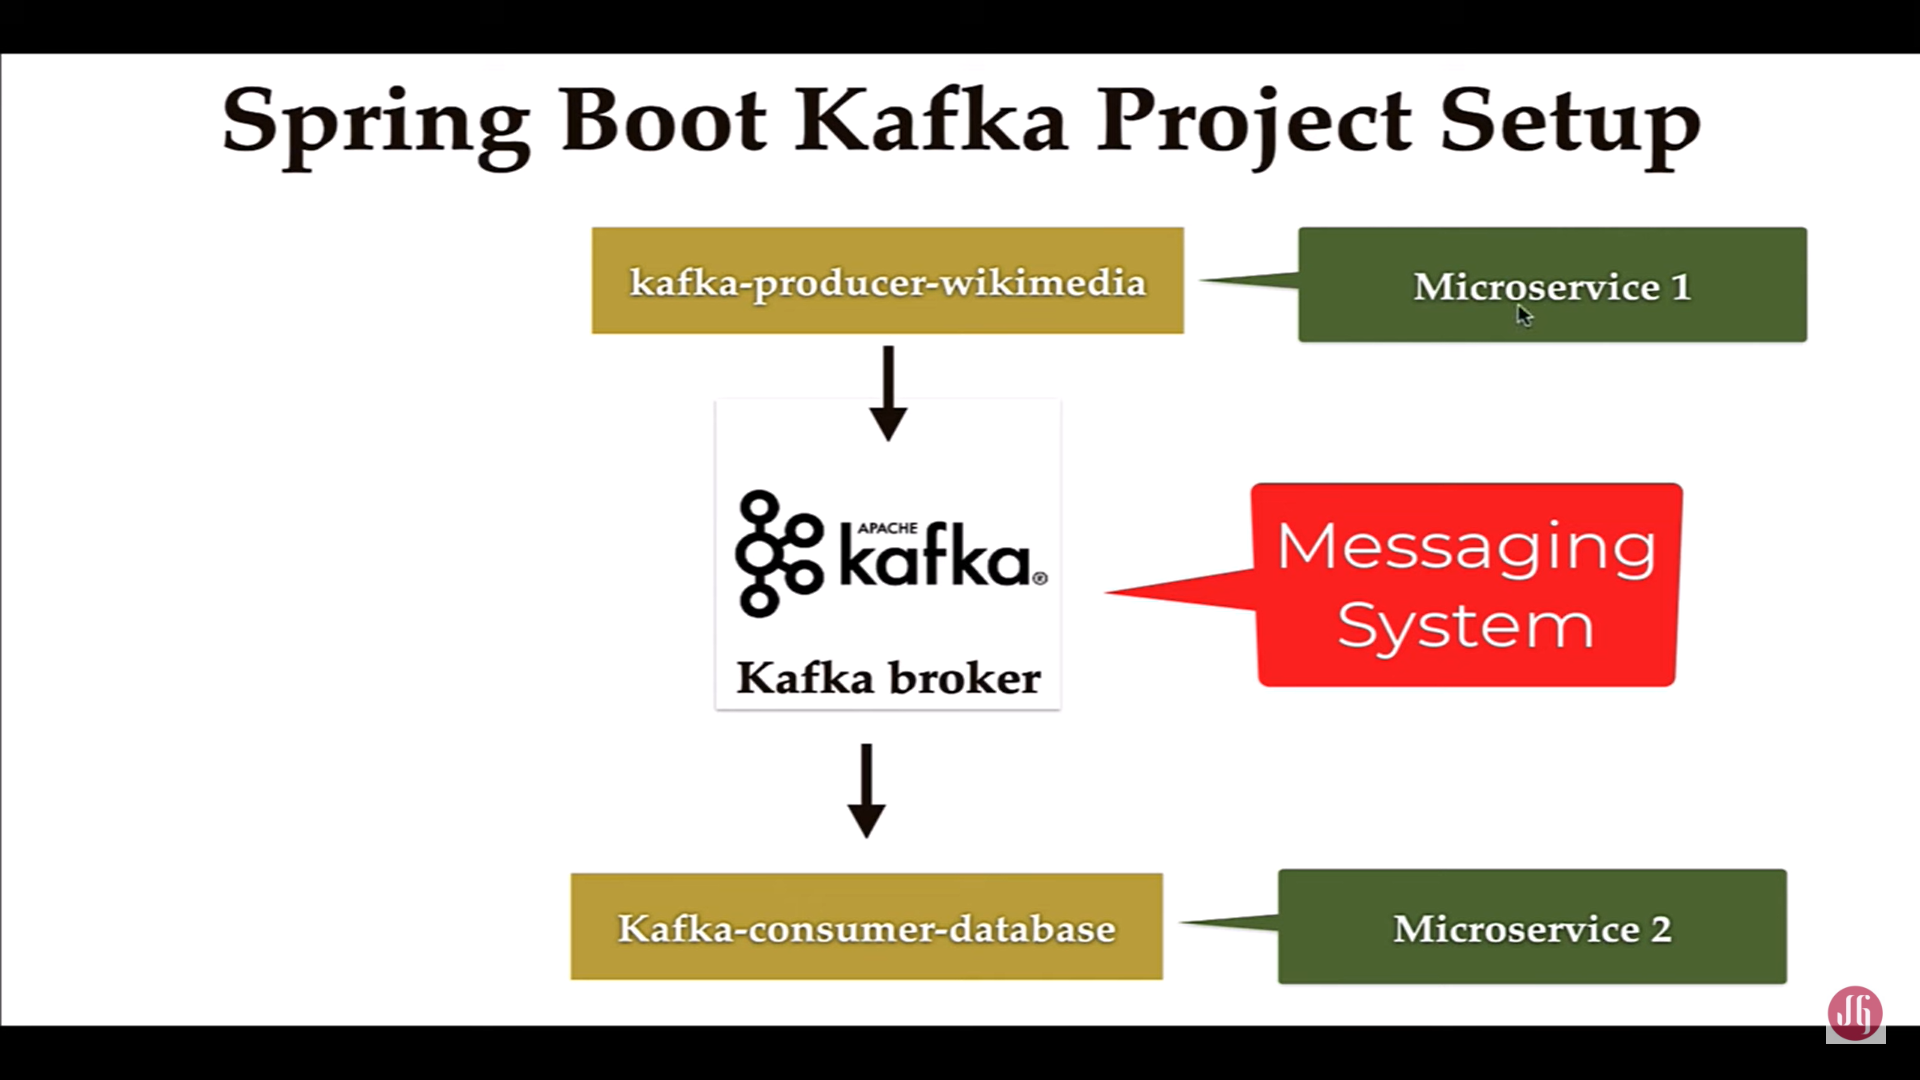 Spring Boot Kafka Project Setup
kafka-producer-wikimedia
Microservice 1
APACHE
kafka®
Kafka broker
Messaging
System
Kafka-consumer-database
Microservice 2
JG